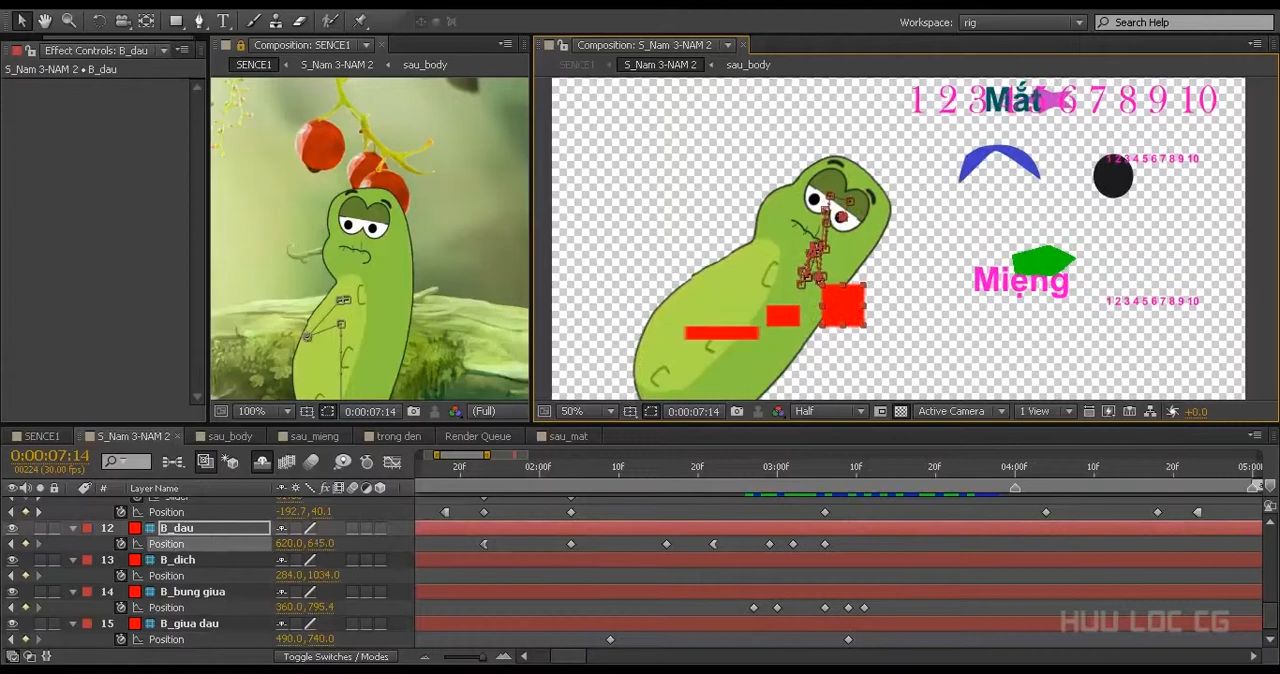 Workspace: rig Search Help
Effect Controls: B_dau
Composition: SENCE1
Composition: S_Nam 3-NAM 2
S_Nam 3-NAM 2 • B_dau
SENCE1 S_Nam 3-NAM 2 sau_body
SENCE1 S_Nam 3-NAM 2 sau_body
Mắt
6 7 8 9 10
1 2 3 4 5 6 7 8 9 10
Miệng
1 2 3 4 5 6 7 8 9 10
100% 0:00:07:14 (Full)
50% 0:00:07:14 Half Active Camera 1 View +0.0
SENCE1 S_Nam 3-NAM 2 sau_body sau_mieng trong den Render Queue sau_mat
0:00:07:14
00224 (30.00 fps)
20F 02:00F 10F 20F 03:00F 10F 20F 04:00F 10F 20F 05:00F
# Layer Name
Position -192.7,40.1
12 B_dau
Position 620.0,645.0
13 B_dich
Position 284.0,1034.0
14 B_bung giua
Position 360.0,795.4
15 B_giua dau
Position 490.0,740.0
Toggle Switches / Modes
HUU LOC CG